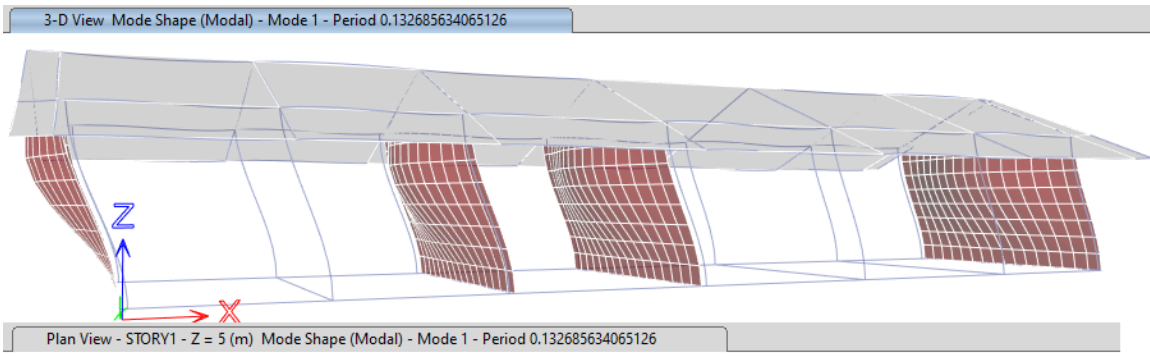 3-D View Mode Shape (Modal) - Mode 1 - Period 0.132685634065126
Z
X
Plan View - STORY1 - Z = 5 (m) Mode Shape (Modal) - Mode 1 - Period 0.132685634065126